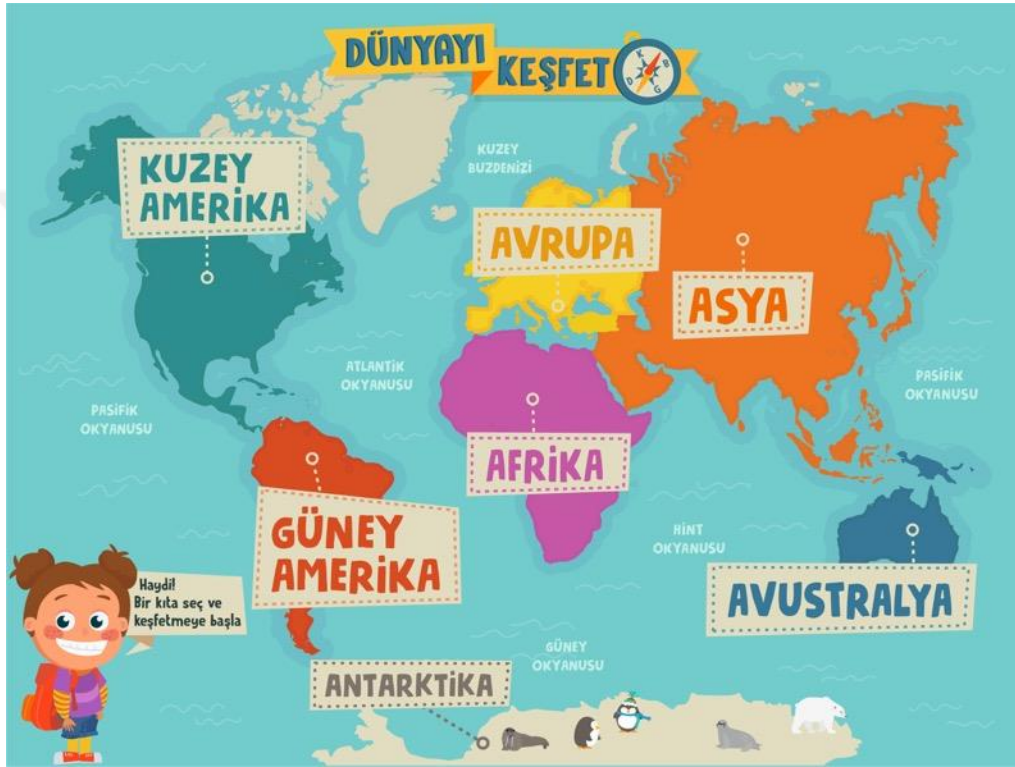 DÜNYAYI
KEŞFET
K
B
D
G
KUZEY
BUZDENİZİ
KUZEY
AMERİKA
AVRUPA
ASYA
ATLANTİK
OKYANUSU
PASİFİK
OKYANUSU
PASİFİK
OKYANUSU
AFRİKA
GÜNEY
AMERİKA
HİNT
OKYANUSU
AVUSTRALYA
Haydi!
Bir kıta seç ve
keşfetmeye başla
GÜNEY
OKYANUSU
ANTARKTİKA